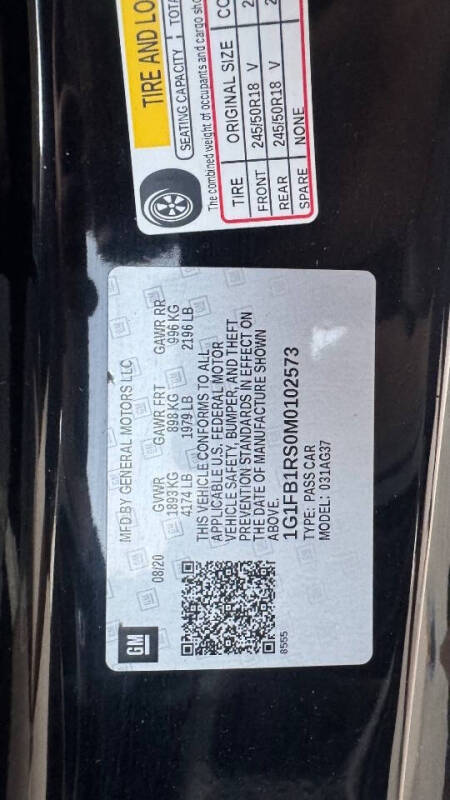 GM
MFD BY GENERAL MOTORS LLC
08/20 GVWR GAWR FRT GAWR RR
1893 KG 898 KG 996 KG
4174 LB 1979 LB 2196 LB
THIS VEHICLE CONFORMS TO ALL
APPLICABLE U.S. FEDERAL MOTOR
VEHICLE SAFETY, BUMPER, AND THEFT
PREVENTION STANDARDS IN EFFECT ON
THE DATE OF MANUFACTURE SHOWN
ABOVE.
1G1FB1RS0M0102573
TYPE: PASS CAR
8555 MODEL: 031AG37
TIRE AND LO
SEATING CAPACITY TOTA
The combined weight of occupants and cargo sho
TIRE ORIGINAL SIZE CO
FRONT 245/50R18 V 2
REAR 245/50R18 V 2
SPARE NONE